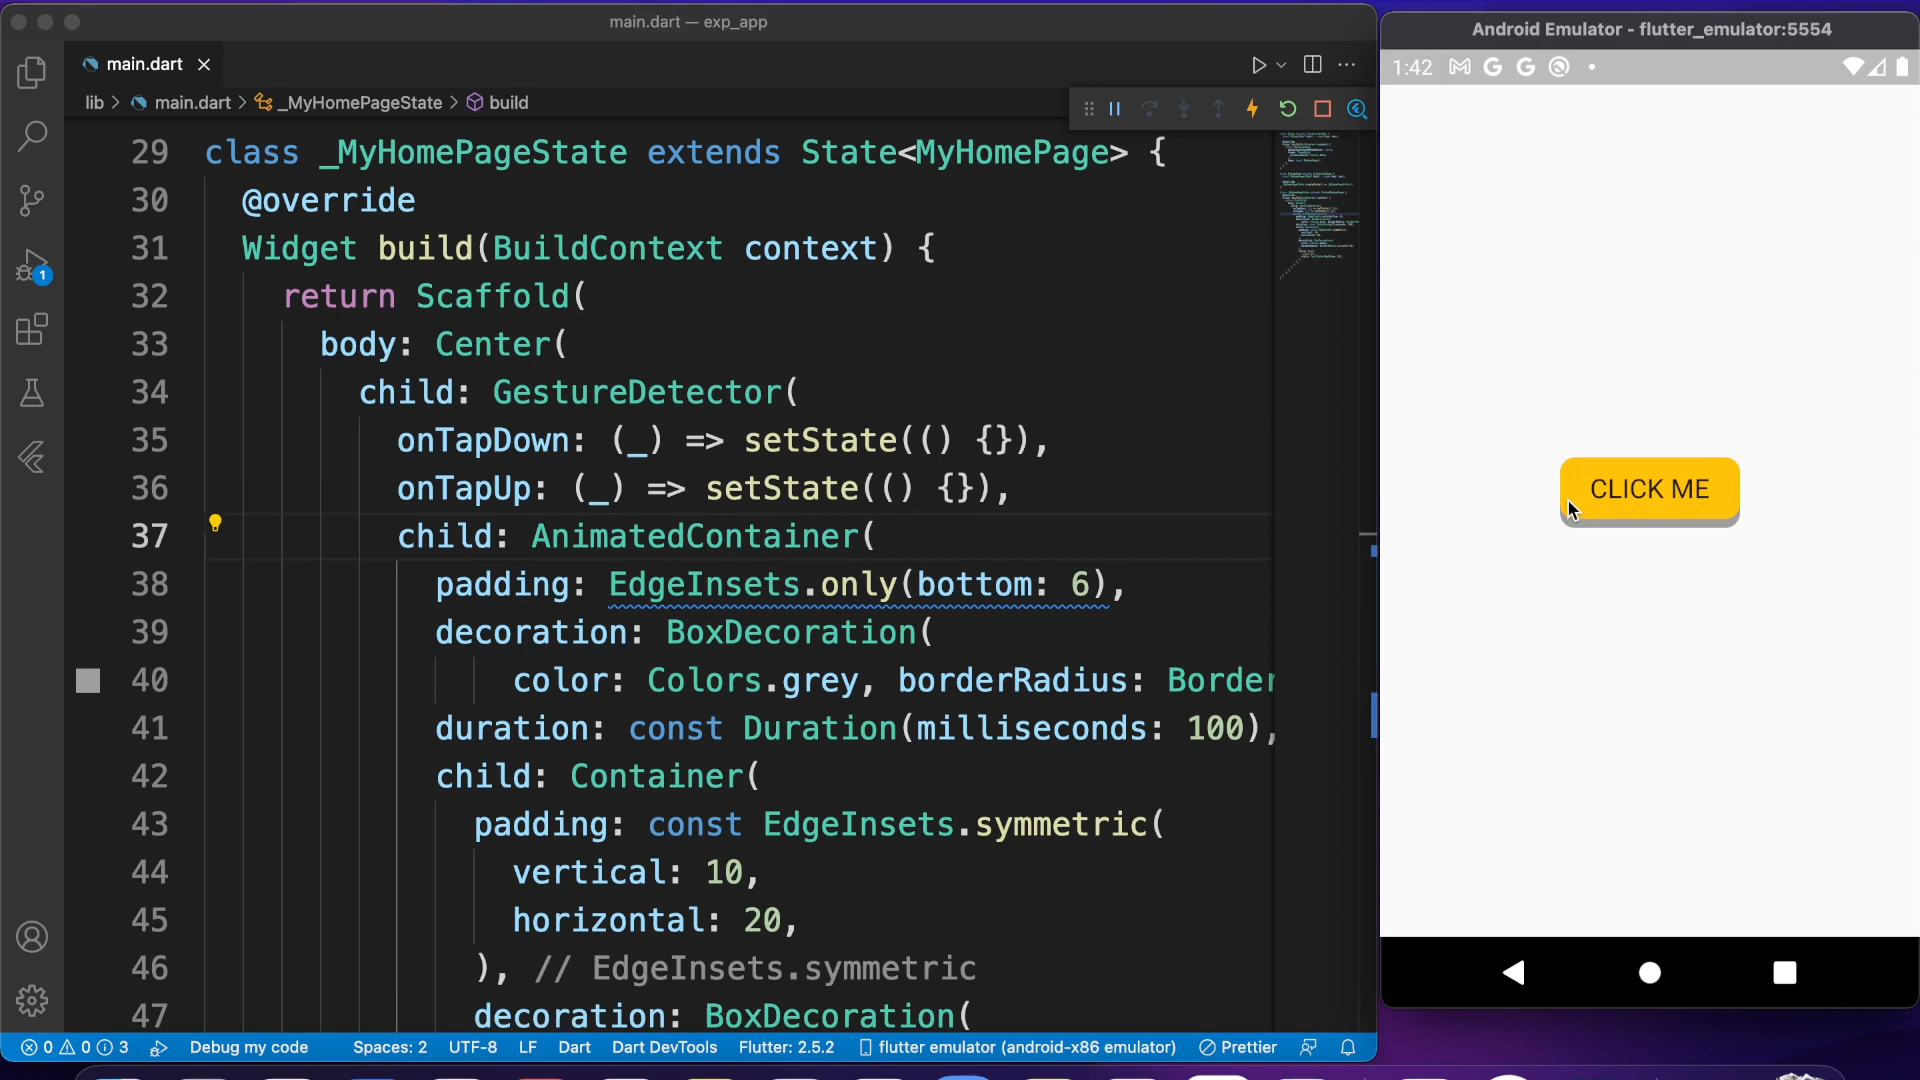 main.dart — exp_app
main.dart
lib > main.dart > _MyHomePageState > build
29 class _MyHomePageState extends State<MyHomePage> {
30 @override
31 Widget build(BuildContext context) {
32 return Scaffold(
33 body: Center(
34 child: GestureDetector(
35 onTapDown: (_) => setState(() {}),
36 onTapUp: (_) => setState(() {}),
37 child: AnimatedContainer(
38 padding: EdgeInsets.only(bottom: 6),
39 decoration: BoxDecoration(
40 color: Colors.grey, borderRadius: Border
41 duration: const Duration(milliseconds: 100),
42 child: Container(
43 padding: const EdgeInsets.symmetric(
44 vertical: 10,
45 horizontal: 20,
46 ), // EdgeInsets.symmetric
47 decoration: BoxDecoration(
1
0 0 3 Debug my code Spaces: 2 UTF-8 LF Dart Dart DevTools Flutter: 2.5.2 flutter emulator (android-x86 emulator) Prettier
Android Emulator - flutter_emulator:5554
1:42
CLICK ME